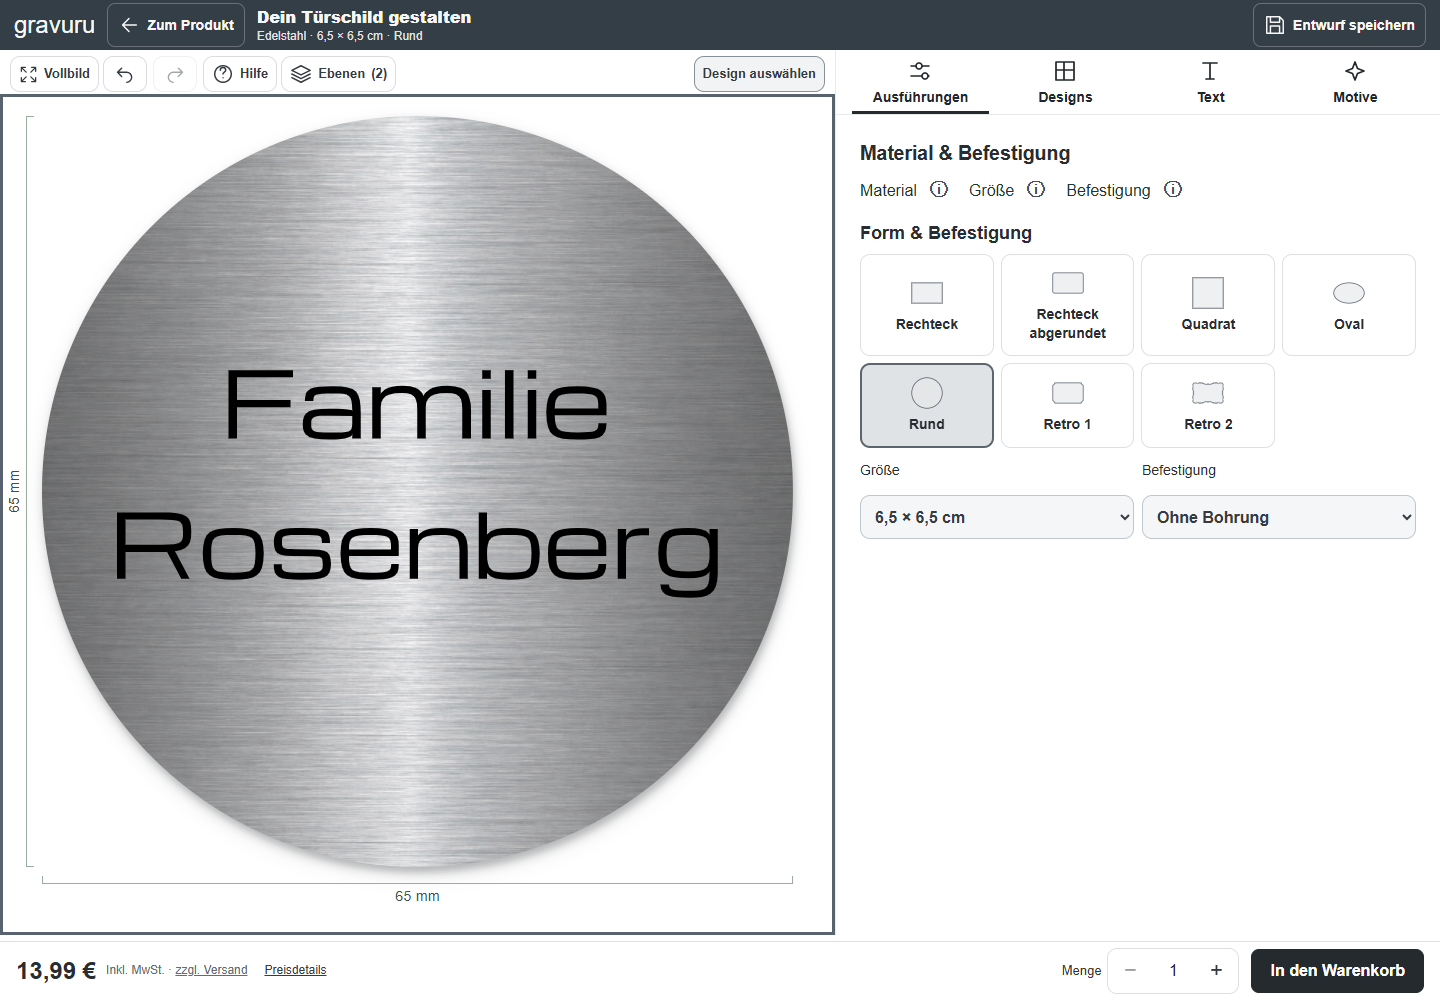 gravuru
Zum Produkt
Dein Türschild gestalten
Edelstahl · 6,5 × 6,5 cm · Rund
Entwurf speichern
Vollbild
Hilfe
Ebenen (2)
Design auswählen
Ausführungen
Designs
Text
Motive
65 mm
Familie
Rosenberg
65 mm
Material & Befestigung
Material
Größe
Befestigung
Form & Befestigung
Rechteck
Rechteck
abgerundet
Quadrat
Oval
Rund
Retro 1
Retro 2
Größe
Befestigung
6,5 × 6,5 cm
Ohne Bohrung
13,99 €
Inkl. MwSt. · zzgl. Versand
Preisdetails
Menge
− 1 +
In den Warenkorb